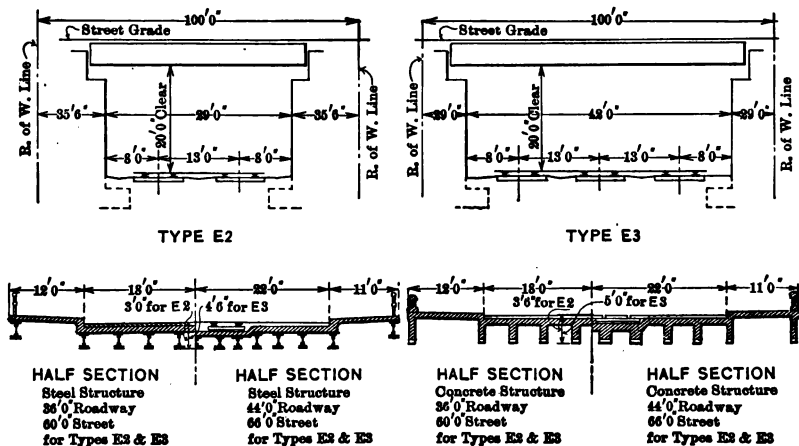 100'0"
Street Grade
R. of W. Line
R. of W. Line
35'6"
29'0"
35'6"
20'0" Clear
8'0"
13'0"
8'0"
TYPE E2
100'0"
Street Grade
R. of W. Line
R. of W. Line
29'0"
42'0"
29'0"
20'0" Clear
8'0"
13'0"
13'0"
8'0"
TYPE E3
12'0"
18'0"
22'0"
11'0"
3'0" for E2
4'6" for E3
HALF SECTION
Steel Structure
36'0" Roadway
60'0" Street
for Types E2 & E3
HALF SECTION
Steel Structure
44'0" Roadway
66'0" Street
for Types E2 & E3
12'0"
18'0"
22'0"
11'0"
3'6" for E2
5'0" for E3
HALF SECTION
Concrete Structure
36'0" Roadway
60'0" Street
for Types E2 & E3
HALF SECTION
Concrete Structure
44'0" Roadway
66'0" Street
for Types E2 & E3